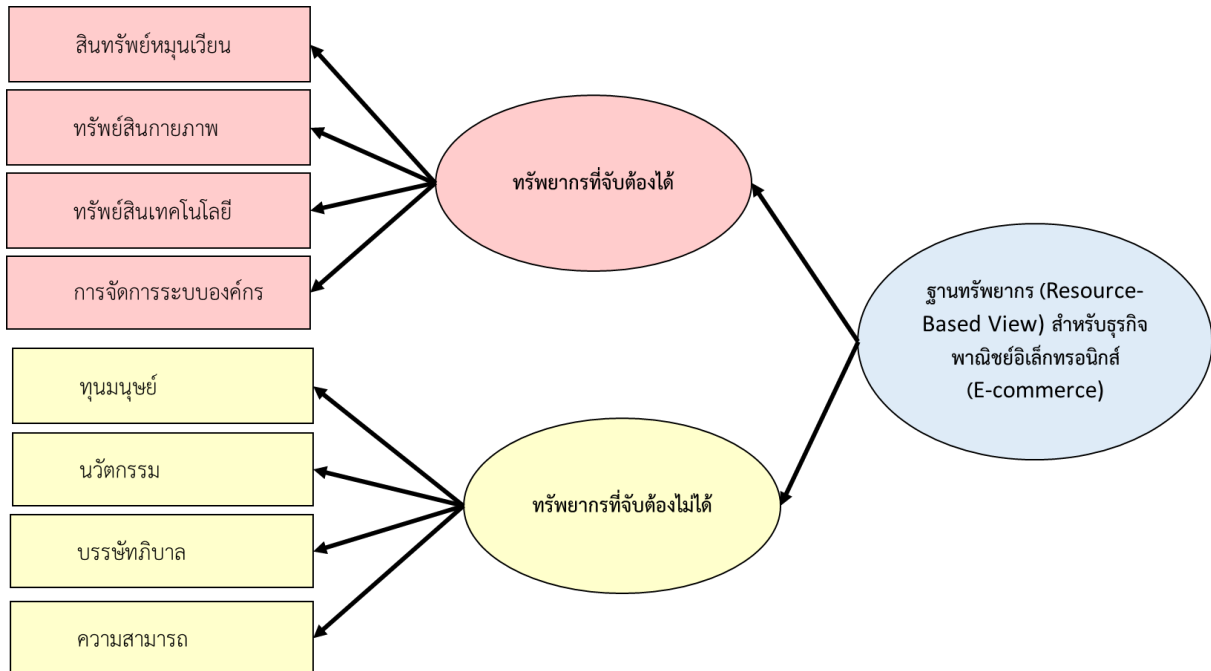 สินทรัพย์หมุนเวียน
ทรัพย์สินกายภาพ
ทรัพย์สินเทคโนโลยี
การจัดการระบบองค์กร
ทรัพยากรที่จับต้องได้
ฐานทรัพยากร (Resource-
Based View) สำหรับธุรกิจ
พาณิชย์อิเล็กทรอนิกส์
(E-commerce)
ทุนมนุษย์
นวัตกรรม
บรรษัทภิบาล
ความสามารถ
ทรัพยากรที่จับต้องไม่ได้